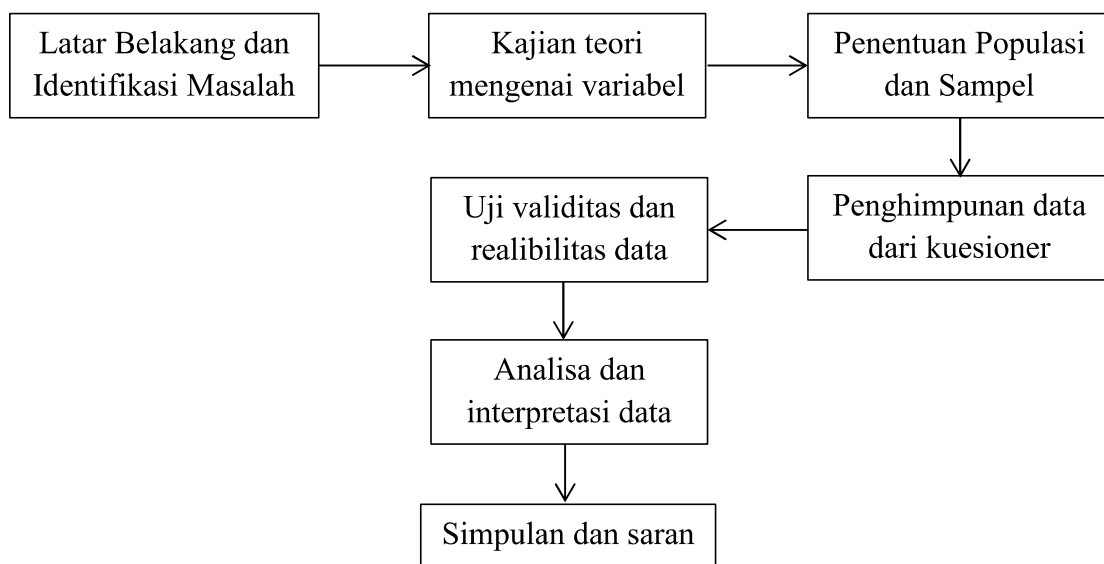 Latar Belakang dan
Identifikasi Masalah
Kajian teori
mengenai variabel
Penentuan Populasi
dan Sampel
Penghimpunan data
dari kuesioner
Uji validitas dan
realibilitas data
Analisa dan
interpretasi data
Simpulan dan saran